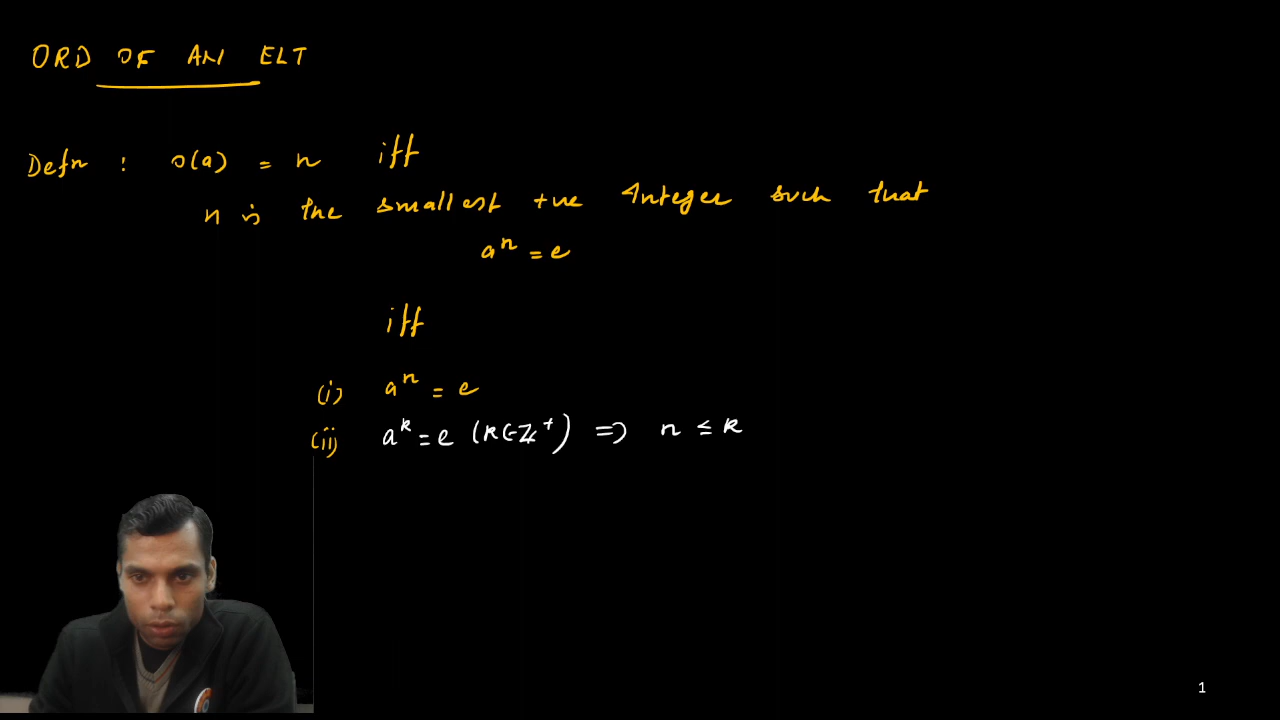 ORD OF AN ELT
Defn : o(a) = n iff
n is the smallest +ve Integer such that
aⁿ = e
iff
(i) aⁿ = e
(ii) aᵏ = e (k ∈ ℤ⁺) ⇒ n ≤ k
1